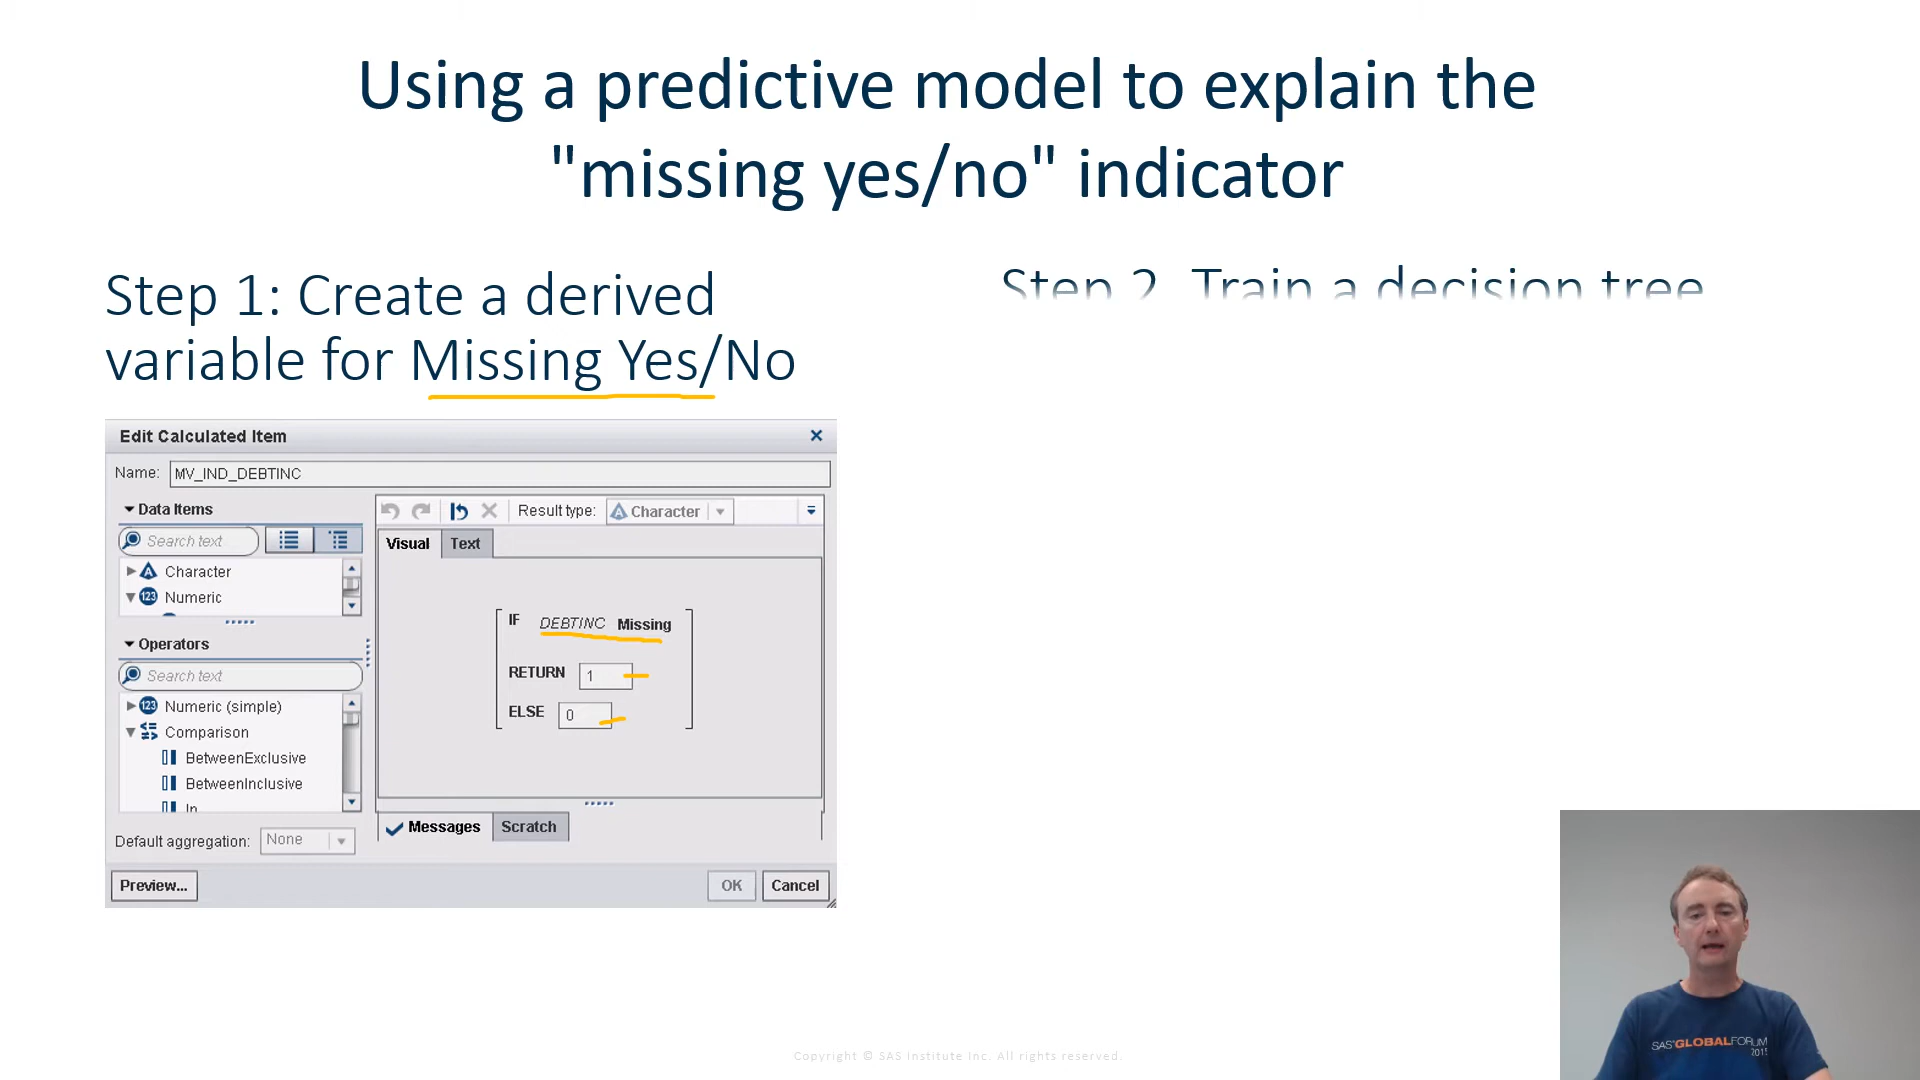 Using a predictive model to explain the
"missing yes/no" indicator
Step 1: Create a derived
variable for Missing Yes/No
Step 2. Train a decision tree
Edit Calculated Item
Name: MV_IND_DEBTINC
Data Items
Search text
Character
Numeric
Operators
Search text
Numeric (simple)
Comparison
BetweenExclusive
BetweenInclusive
In
Default aggregation: None
Result type: Character
Visual Text
IF DEBTINC Missing
RETURN 1
ELSE 0
Messages Scratch
Preview... OK Cancel
SAS GLOBALFORUM
2015
Copyright © SAS Institute Inc. All rights reserved.